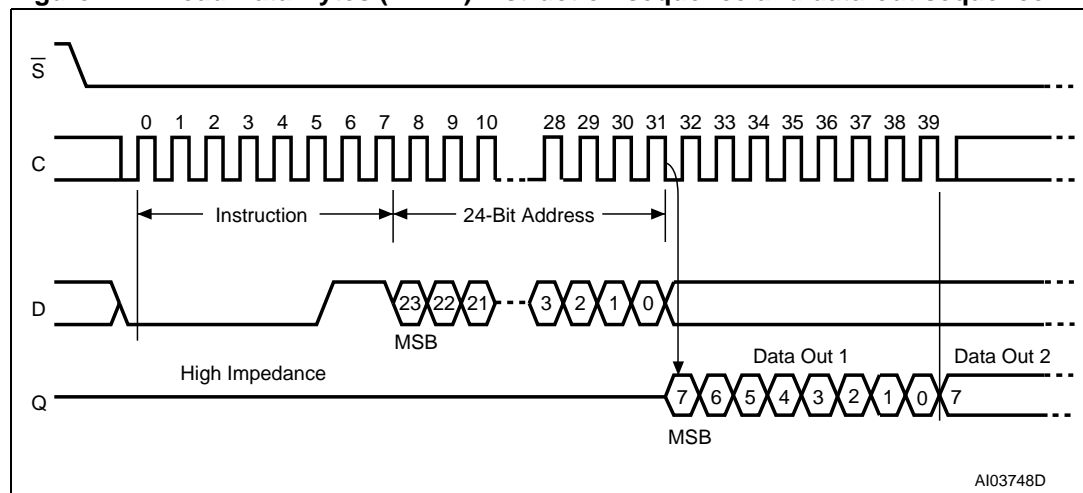 S
0 1 2 3 4 5 6 7 8 9 10 28 29 30 31 32 33 34 35 36 37 38 39
C
Instruction 24-Bit Address
D
23 22 21 3 2 1 0
MSB
High Impedance Data Out 1 Data Out 2
Q
7 6 5 4 3 2 1 0 7
MSB
AI03748D